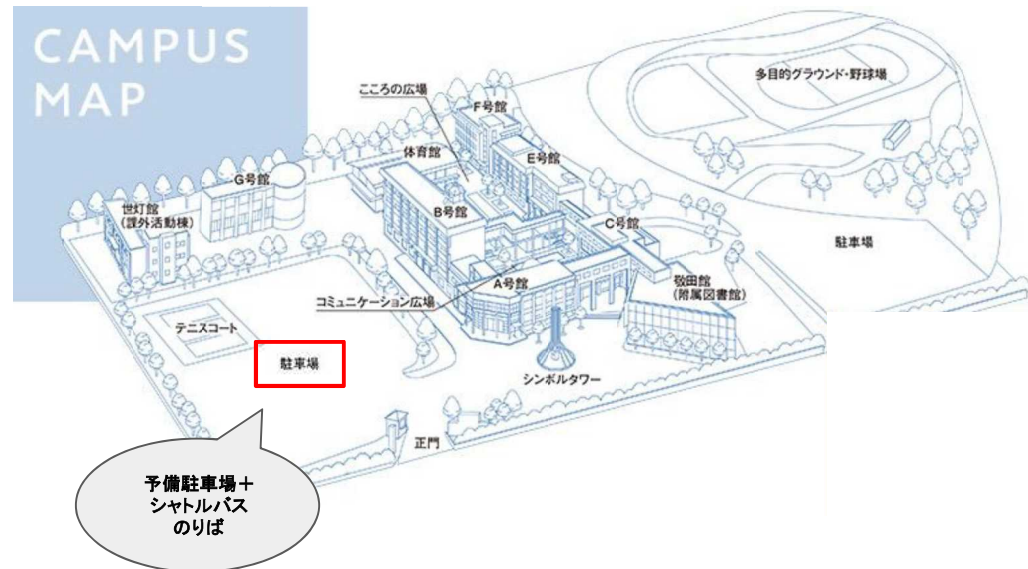 CAMPUS
MAP
こころの広場
F号館
多目的グラウンド・野球場
体育館
E号館
G号館
世灯館
(課外活動棟)
B号館
C号館
駐車場
敬田館
(附属図書館)
A号館
コミュニケーション広場
テニスコート
駐車場
シンボルタワー
正門
予備駐車場＋
シャトルバス
のりば